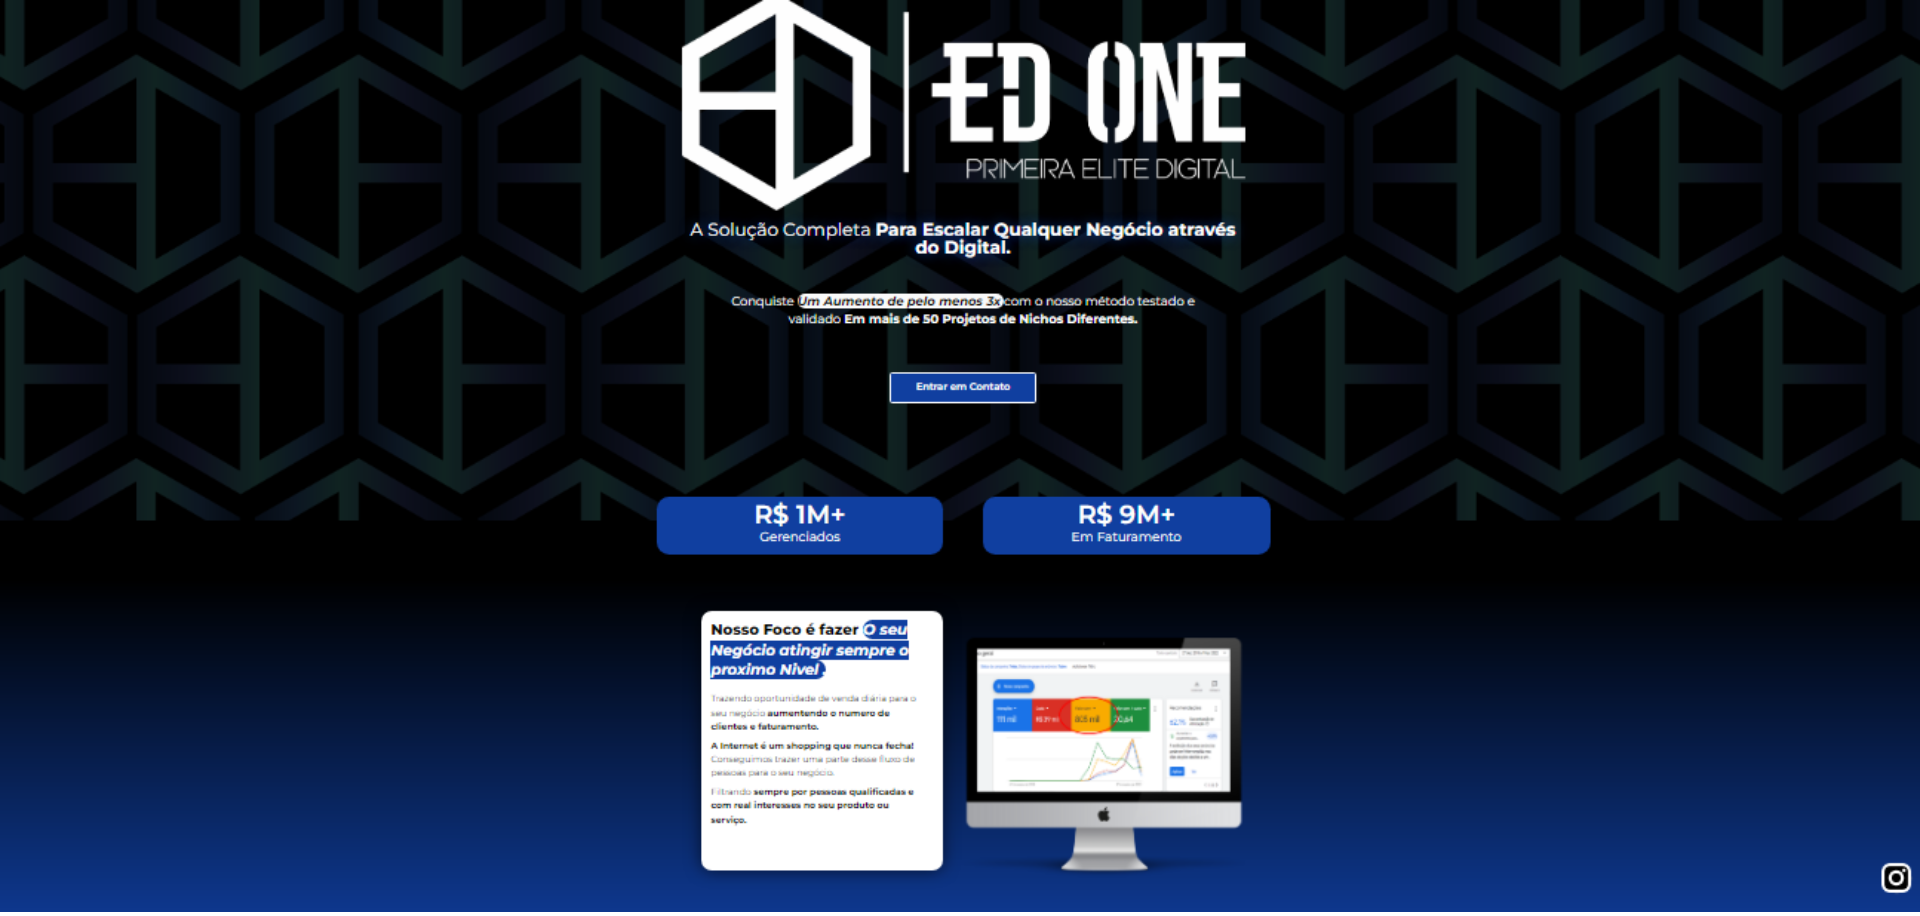 ED ONE
PRIMEIRA ELITE DIGITAL
A Solução Completa Para Escalar Qualquer Negócio através
do Digital.
Conquiste Um Aumento de pelo menos 3x com o nosso método testado e
validado Em mais de 50 Projetos de Nichos Diferentes.
Entrar em Contato
R$ 1M+
Gerenciados
R$ 9M+
Em Faturamento
Nosso Foco é fazer O seu
Negócio atingir sempre o
proximo Nivel
Trazendo oportunidade de venda diária para o
seu negócio aumentendo o numero de
clientes e faturamento.
A Internet é um shopping que nunca fecha!
Conseguimos trazer uma parte desse fluxo de
pessoas para o seu negócio.
Filtrando sempre por pessoas qualificadas e
com real interesses no seu produto ou
serviço.